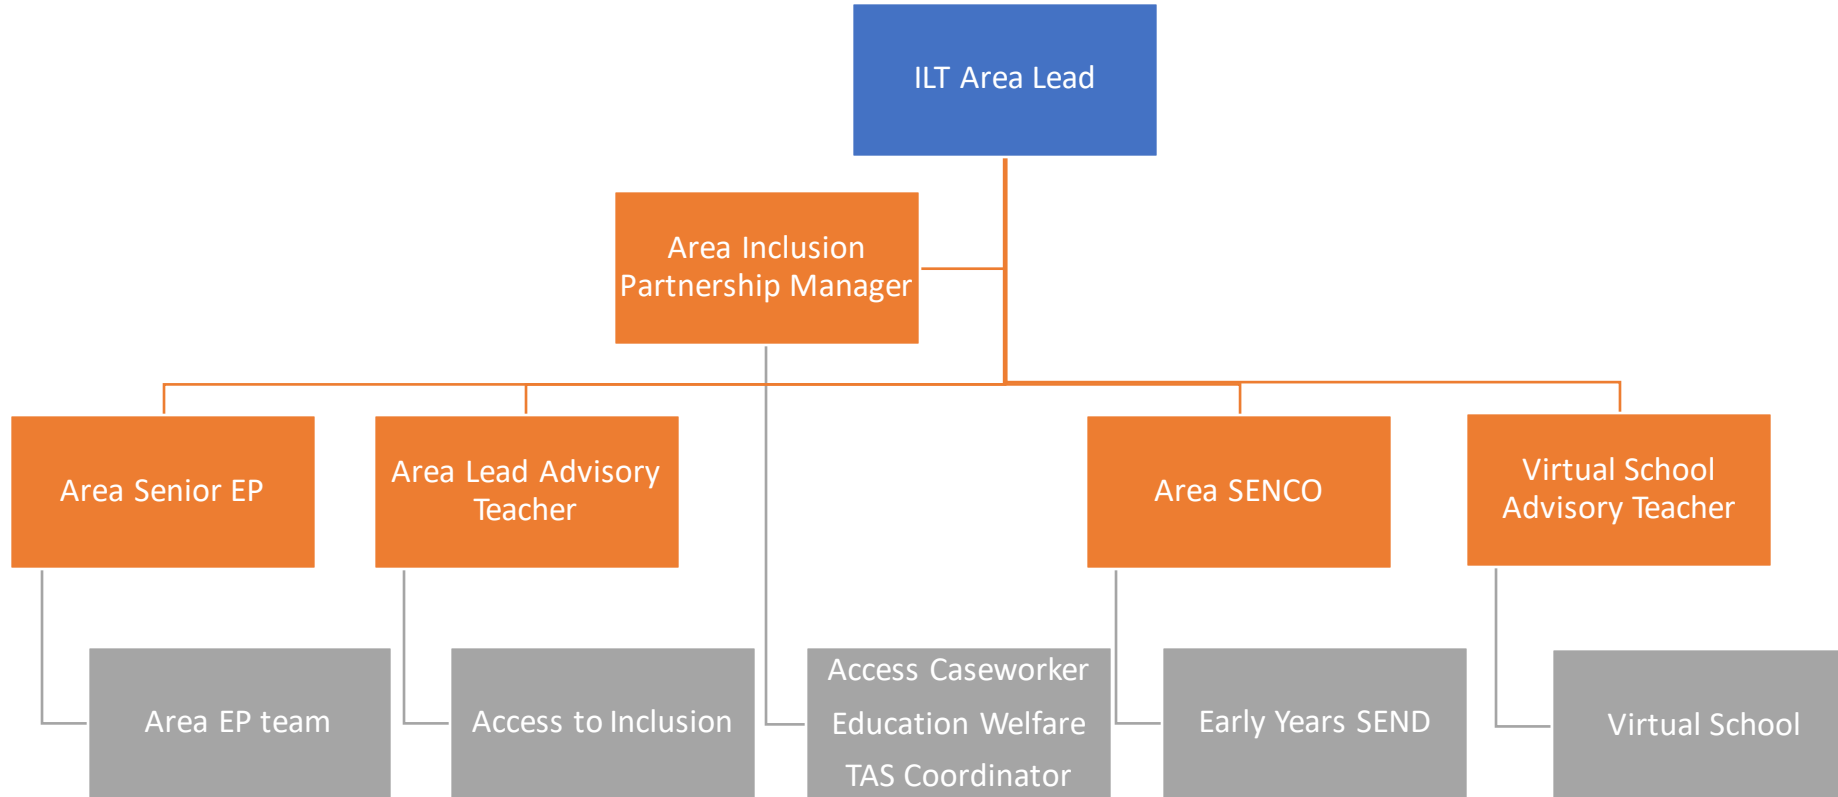 ILT Area Lead
Area Inclusion
Partnership Manager
Area Senior EP
Area Lead Advisory
Teacher
Area SENCO
Virtual School
Advisory Teacher
Area EP team
Access to Inclusion
Access Caseworker
Education Welfare
TAS Coordinator
Early Years SEND
Virtual School